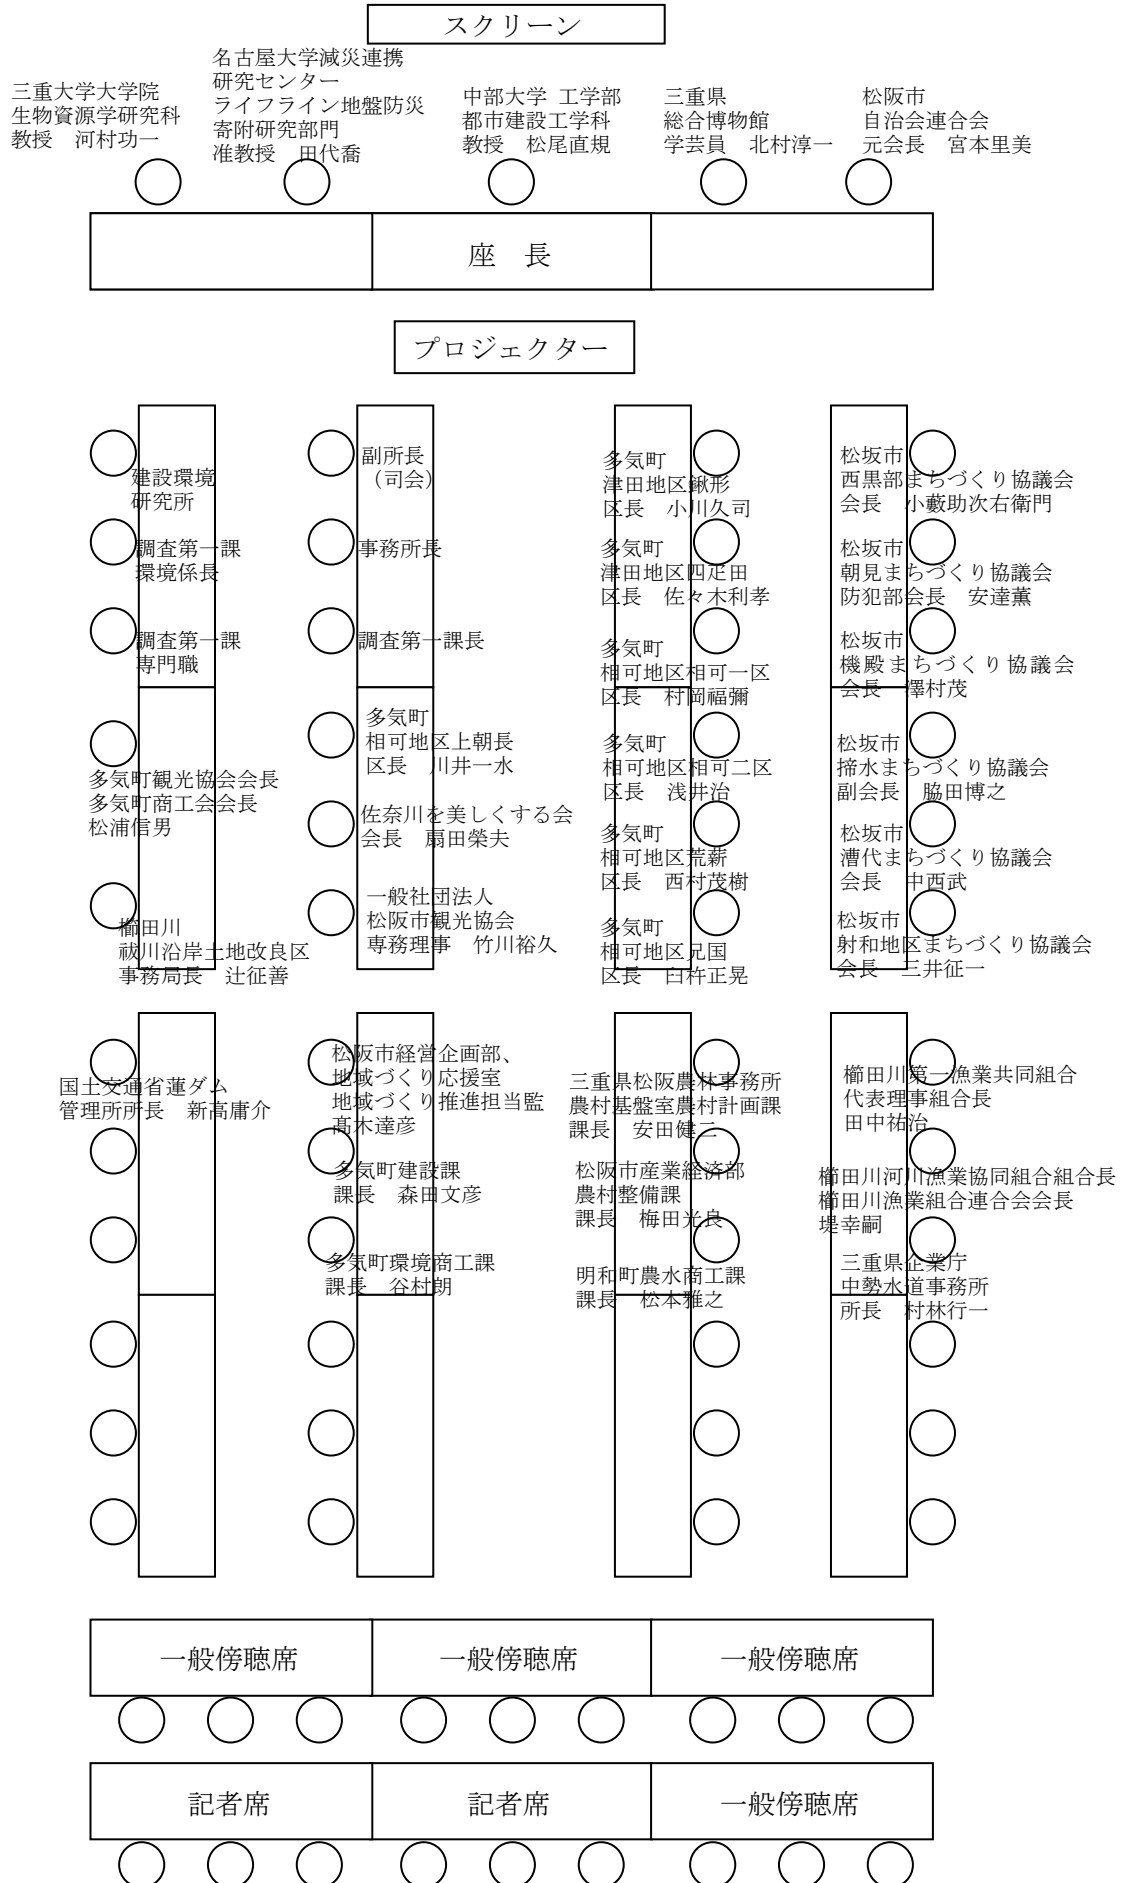 スクリーン
三重大学大学院
生物資源学研究科
教授　河村功一
名古屋大学減災連携
研究センター
ライフライン地盤防災
寄附研究部門
准教授　田代喬
中部大学 工学部
都市建設工学科
教授　松尾直規
三重県
総合博物館
学芸員　北村淳一
松阪市
自治会連合会
元会長　宮本里美
座　長
プロジェクター
建設環境
研究所
調査第一課
環境係長
調査第一課
専門職
多気町観光協会会長
多気町商工会会長
松浦信男
櫛田川
祓川沿岸土地改良区
事務局長　辻征善
副所長
（司会）
事務所長
調査第一課長
多気町
相可地区上朝長
区長　川井一水
佐奈川を美しくする会
会長　扇田榮夫
一般社団法人
松阪市観光協会
専務理事　竹川裕久
多気町
津田地区鍬形
区長　小川久司
多気町
津田地区四疋田
区長　佐々木利孝
多気町
相可地区相可一区
区長　村岡福彌
多気町
相可地区相可二区
区長　浅井治
多気町
相可地区荒薪
区長　西村茂樹
多気町
相可地区兄国
区長　臼杵正晃
松坂市
西黒部まちづくり協議会
会長　小藪助次右衛門
松坂市
朝見まちづくり協議会
防犯部会長　安達薫
松坂市
機殿まちづくり協議会
会長　澤村茂
松坂市
揥水まちづくり協議会
副会長　脇田博之
松坂市
漕代まちづくり協議会
会長　中西武
松坂市
射和地区まちづくり協議会
会長　三井征一
国土交通省蓮ダム
管理所所長　新高庸介
松阪市経営企画部、
地域づくり応援室
地域づくり推進担当監
髙木達彦
多気町建設課
課長　森田文彦
多気町環境商工課
課長　谷村朗
三重県松阪農林事務所
農村基盤室農村計画課
課長　安田健二
松阪市産業経済部
農村整備課
課長　梅田光良
明和町農水商工課
課長　松本雅之
櫛田川第一漁業共同組合
代表理事組合長
田中祐治
櫛田川河川漁業協同組合組合長
櫛田川漁業組合連合会会長
堤幸嗣
三重県企業庁
中勢水道事務所
所長　村林行一
一般傍聴席
一般傍聴席
一般傍聴席
記者席
記者席
一般傍聴席